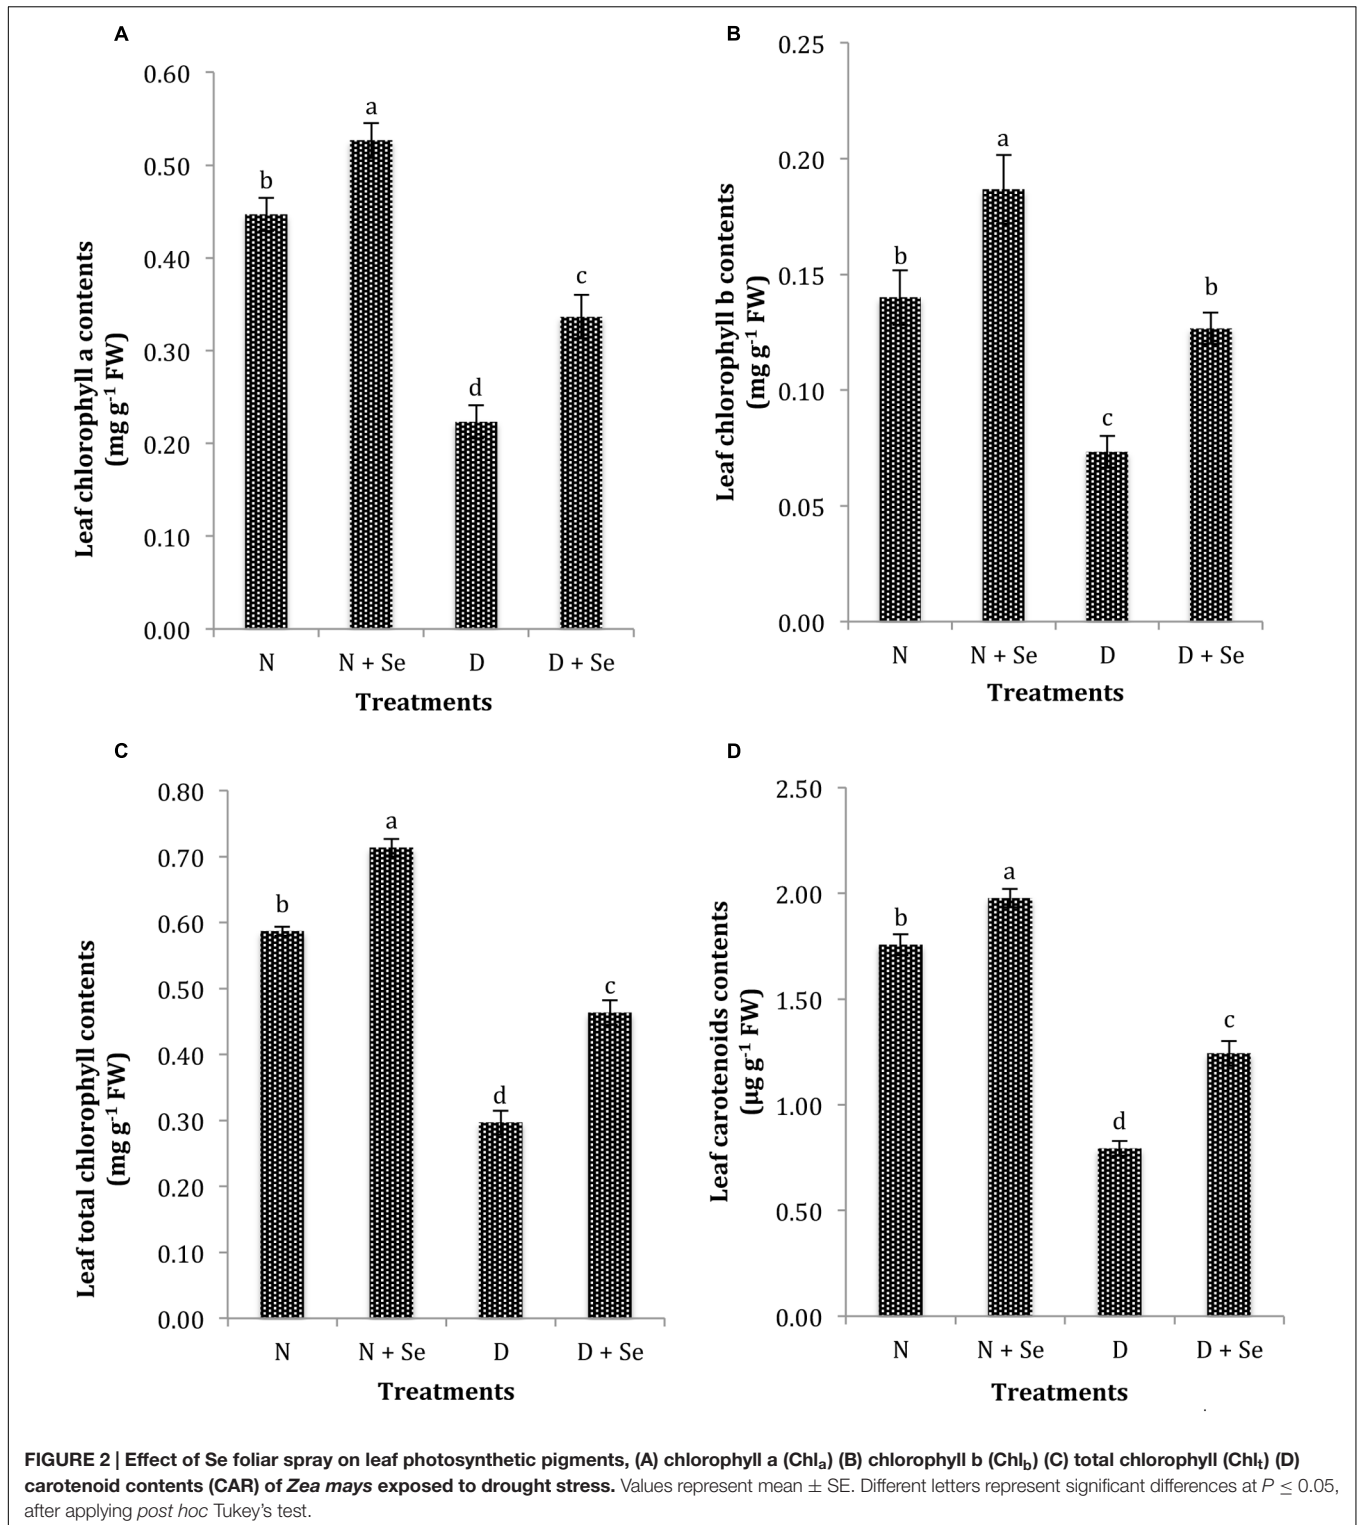 A
0.60
0.50
0.40
0.30
0.20
0.10
0.00
Leaf chlorophyll a contents
(mg g⁻¹ FW)
b
a
d
c
N
N + Se
D
D + Se
Treatments
B
0.25
0.20
0.15
0.10
0.05
0.00
Leaf chlorophyll b contents
(mg g⁻¹ FW)
b
a
c
b
N
N + Se
D
D + Se
Treatments
C
0.80
0.70
0.60
0.50
0.40
0.30
0.20
0.10
0.00
Leaf total chlorophyll contents
(mg g⁻¹ FW)
b
a
d
c
N
N + Se
D
D + Se
Treatments
D
2.50
2.00
1.50
1.00
0.50
0.00
Leaf carotenoids contents
(µg g⁻¹ FW)
b
a
d
c
N
N + Se
D
D + Se
Treatments
FIGURE 2 | Effect of Se foliar spray on leaf photosynthetic pigments, (A) chlorophyll a (Chlₐ) (B) chlorophyll b (Chl_b) (C) total chlorophyll (Chlₜ) (D)
carotenoid contents (CAR) of Zea mays exposed to drought stress. Values represent mean ± SE. Different letters represent significant differences at P ≤ 0.05,
after applying post hoc Tukey's test.